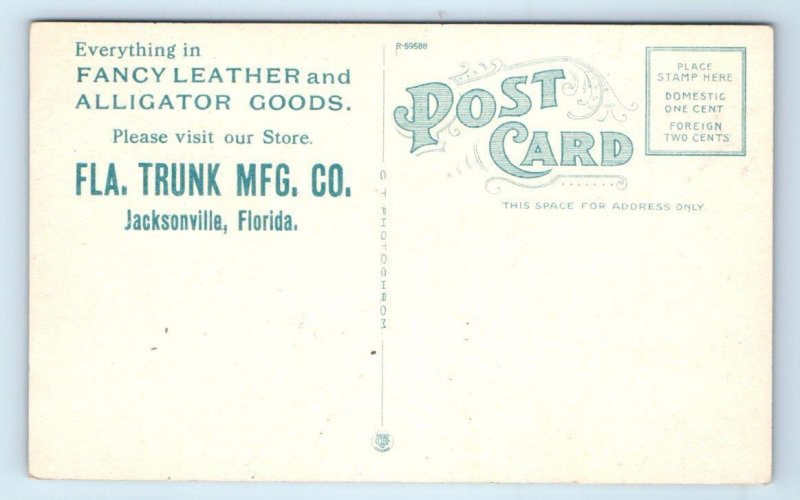 Everything in
FANCY LEATHER and
ALLIGATOR GOODS.
Please visit our Store.
FLA. TRUNK MFG. CO.
Jacksonville, Florida.
C T PHOTOCHROM
R-59588
POST
CARD
THIS SPACE FOR ADDRESS ONLY.
PLACE
STAMP HERE
DOMESTIC
ONE CENT
FOREIGN
TWO CENTS